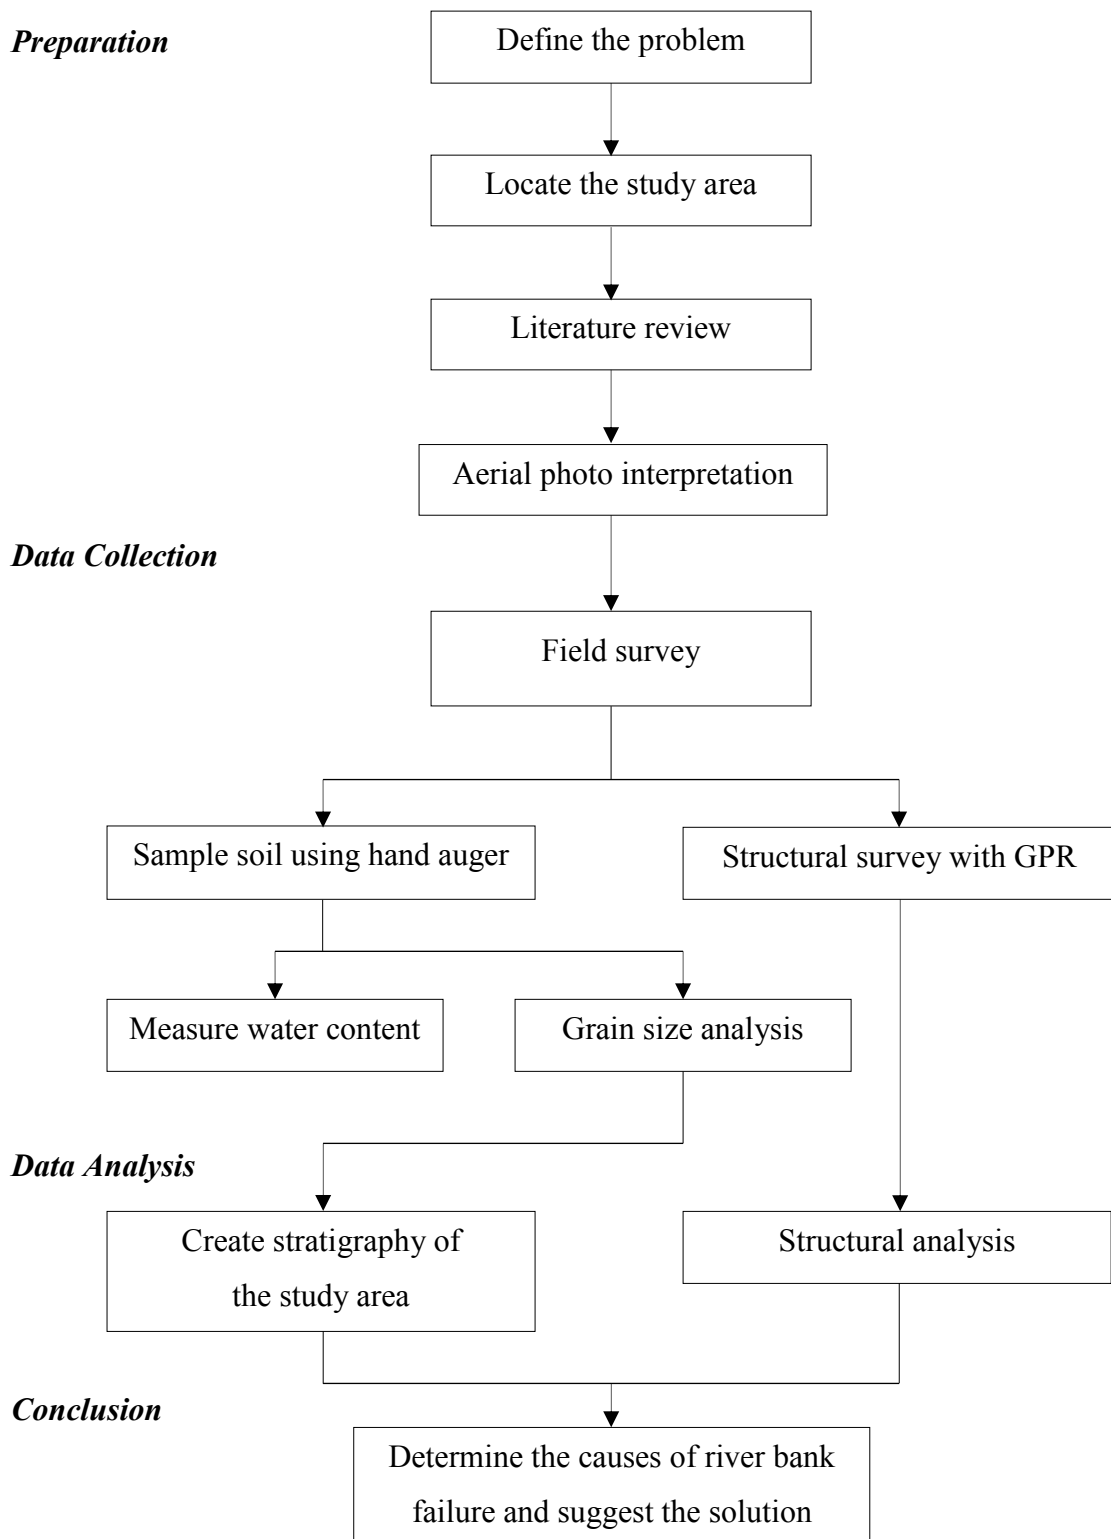 Preparation
Define the problem
Locate the study area
Literature review
Aerial photo interpretation
Data Collection
Field survey
Sample soil using hand auger
Structural survey with GPR
Measure water content
Grain size analysis
Data Analysis
Create stratigraphy of
the study area
Structural analysis
Conclusion
Determine the causes of river bank
failure and suggest the solution